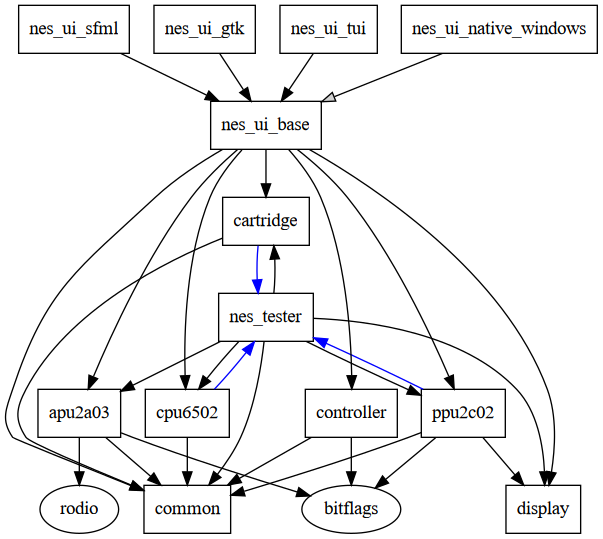 nes_ui_sfml
nes_ui_gtk
nes_ui_tui
nes_ui_native_windows
nes_ui_base
cartridge
nes_tester
apu2a03
cpu6502
controller
ppu2c02
rodio
common
bitflags
display